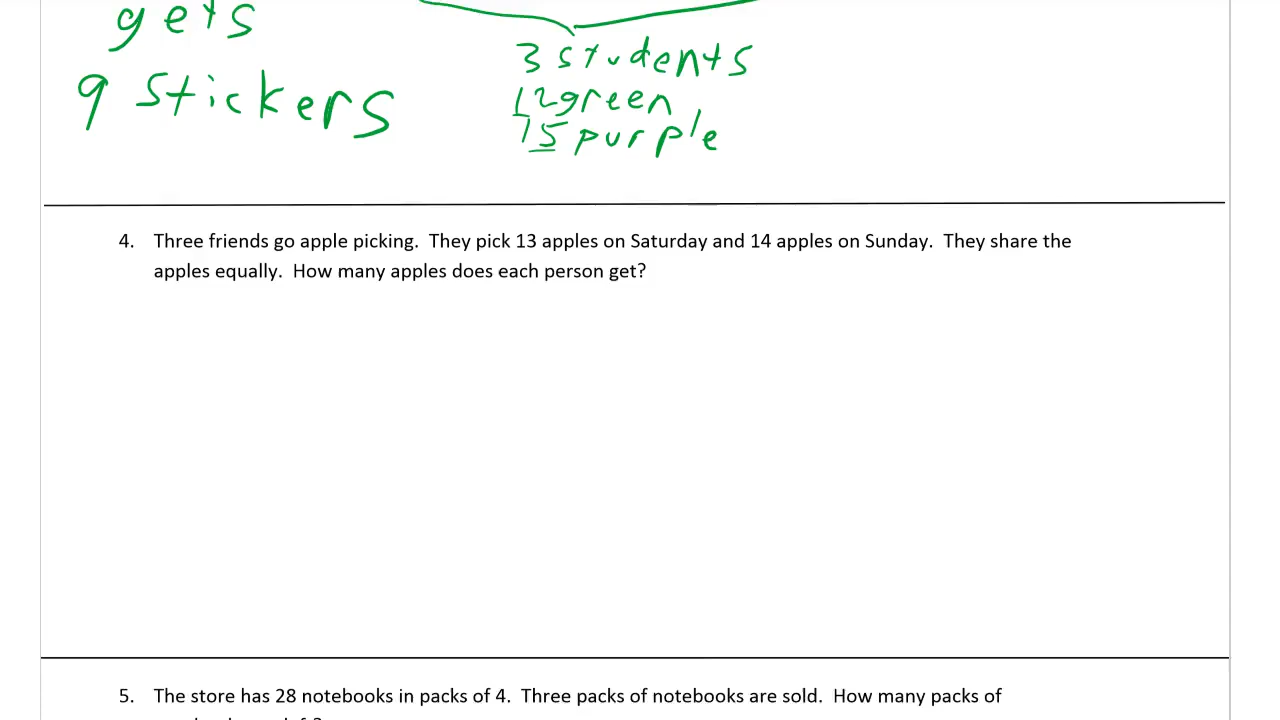 gets
9 stickers
3 students
12 green
15 purple
4. Three friends go apple picking. They pick 13 apples on Saturday and 14 apples on Sunday. They share the
apples equally. How many apples does each person get?
5. The store has 28 notebooks in packs of 4. Three packs of notebooks are sold. How many packs of